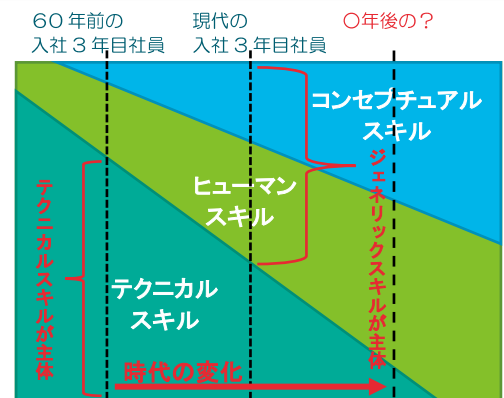 60年前の
入社3年目社員
現代の
入社3年目社員
〇年後の？
コンセプチュアル
スキル
ヒューマン
スキル
テクニカル
スキル
テクニカルスキルが主体
ジェネリックスキルが主体
時代の変化